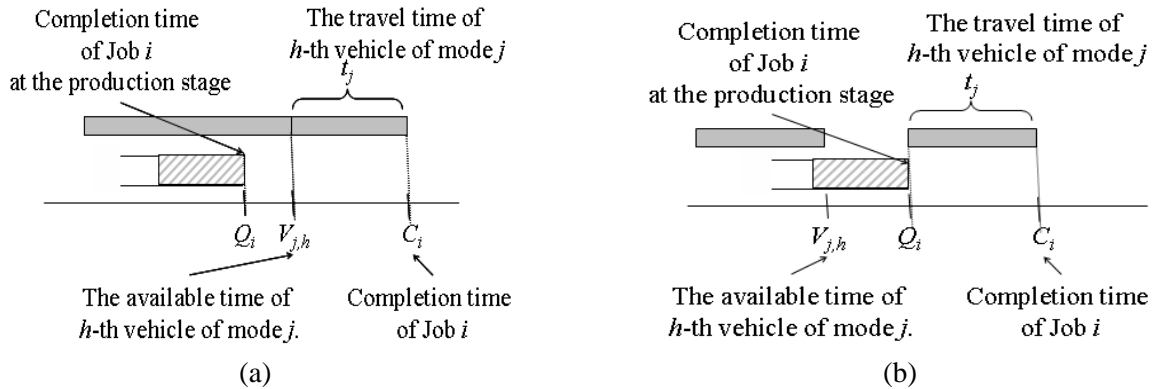 Completion time
of Job i
at the production stage
The travel time of
h-th vehicle of mode j
t_j
Q_i
V_{j,h}
C_i
The available time of
h-th vehicle of mode j.
Completion time
of Job i
(a)
Completion time
of Job i
at the production stage
The travel time of
h-th vehicle of mode j
t_j
V_{j,h}
Q_i
C_i
The available time of
h-th vehicle of mode j.
Completion time
of Job i
(b)